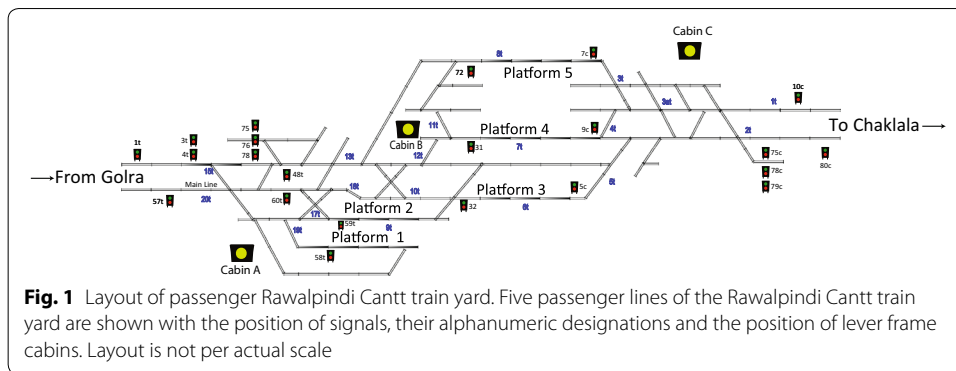 Cabin C
7c
8t
72
Platform 5
3t
10c
75
3t
1t
3st
1t
76
11t
Cabin B
9c
4t
To Chaklala
4t
78
Platform 4
2t
31
7t
13t
12t
75c
80c
From Golra
15t
48t
78c
Main Line
16t
10t
Platform 3
5c
79c
57t
20t
60t
Platform 2
32
6t
6t
17t
59t
9t
19t
Platform 1
Cabin A
58t
Fig. 1 Layout of passenger Rawalpindi Cantt train yard. Five passenger lines of the Rawalpindi Cantt train
yard are shown with the position of signals, their alphanumeric designations and the position of lever frame
cabins. Layout is not per actual scale